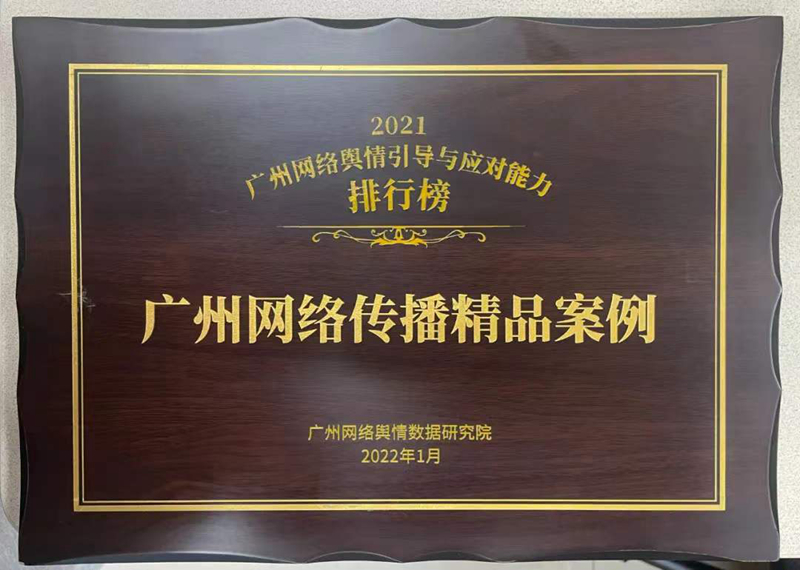 2021
广州网络舆情引导与应对能力
排行榜
广州网络传播精品案例
广州网络舆情数据研究院
2022年1月